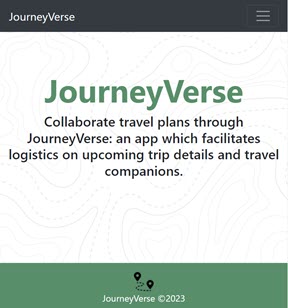 JourneyVerse
JourneyVerse
Collaborate travel plans through
JourneyVerse: an app which facilitates
logistics on upcoming trip details and travel
companions.
JourneyVerse ©2023